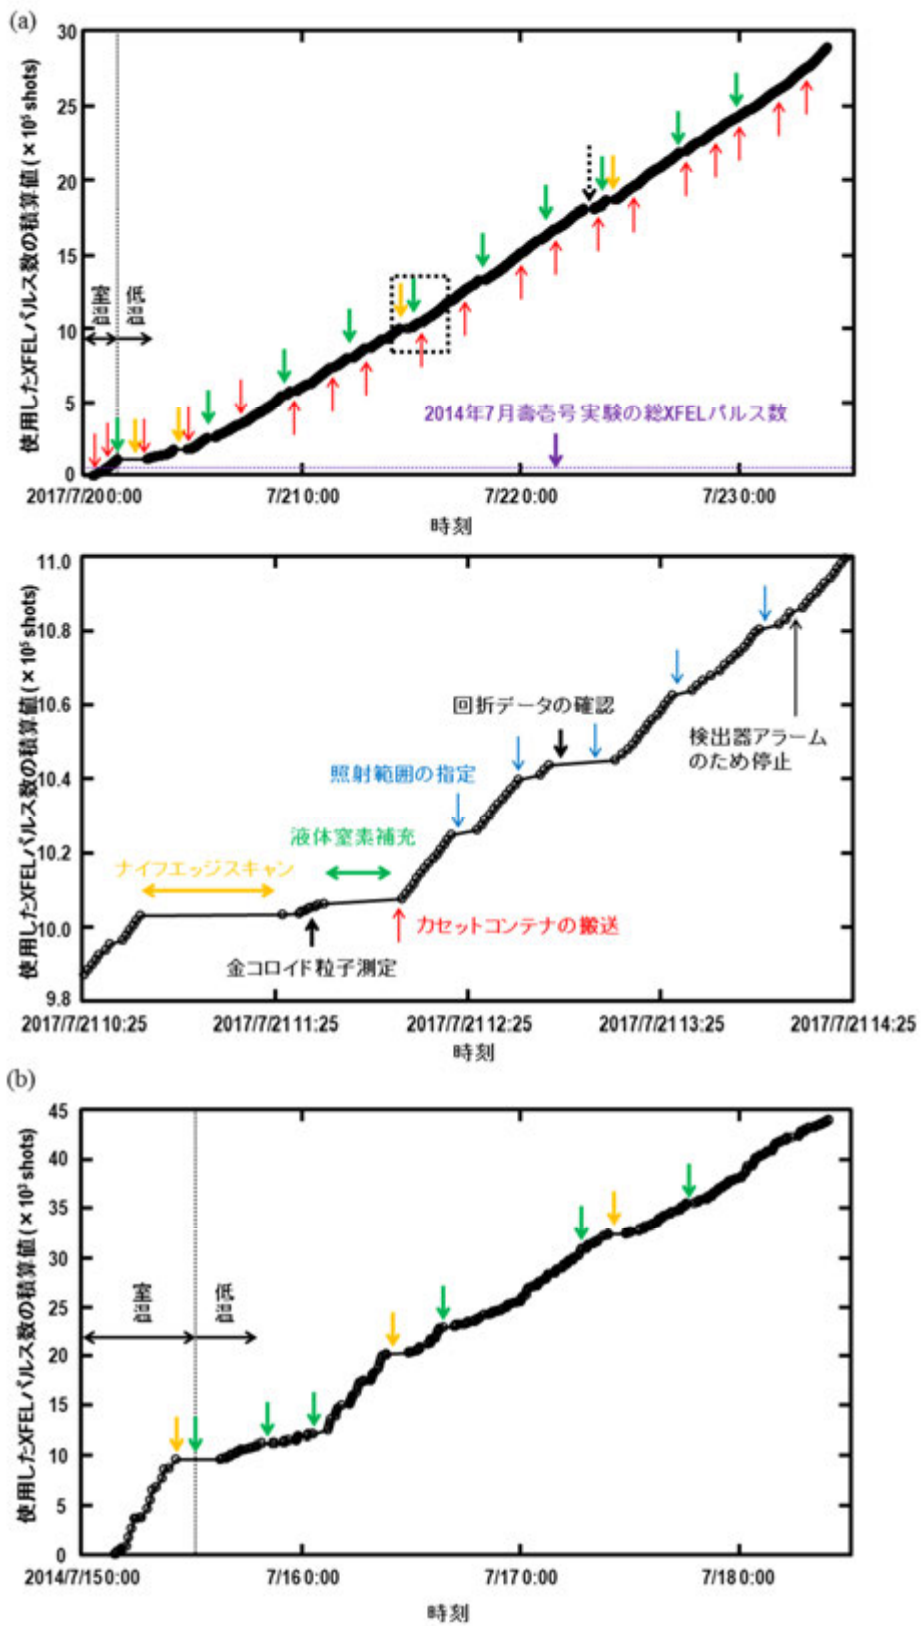 (a)
使用したXFELパルス数の積算値(×10⁵ shots)
30
25
20
15
10
5
0
室温
低温
2014年7月壽壱号実験の総XFELパルス数
2017/7/20 0:00
7/21 0:00
7/22 0:00
7/23 0:00
時刻
使用したXFELパルス数の積算値(×10⁵ shots)
11.0
10.8
10.6
10.4
10.2
10.0
9.8
回折データの確認
検出器アラーム
のため停止
照射範囲の指定
液体窒素補充
ナイフエッジスキャン
カセットコンテナの搬送
金コロイド粒子測定
2017/7/21 10:25
2017/7/21 11:25
2017/7/21 12:25
2017/7/21 13:25
2017/7/21 14:25
時刻
(b)
使用したXFELパルス数の積算値(×10³ shots)
45
40
35
30
25
20
15
10
5
0
室温
低温
2014/7/15 0:00
7/16 0:00
7/17 0:00
7/18 0:00
時刻